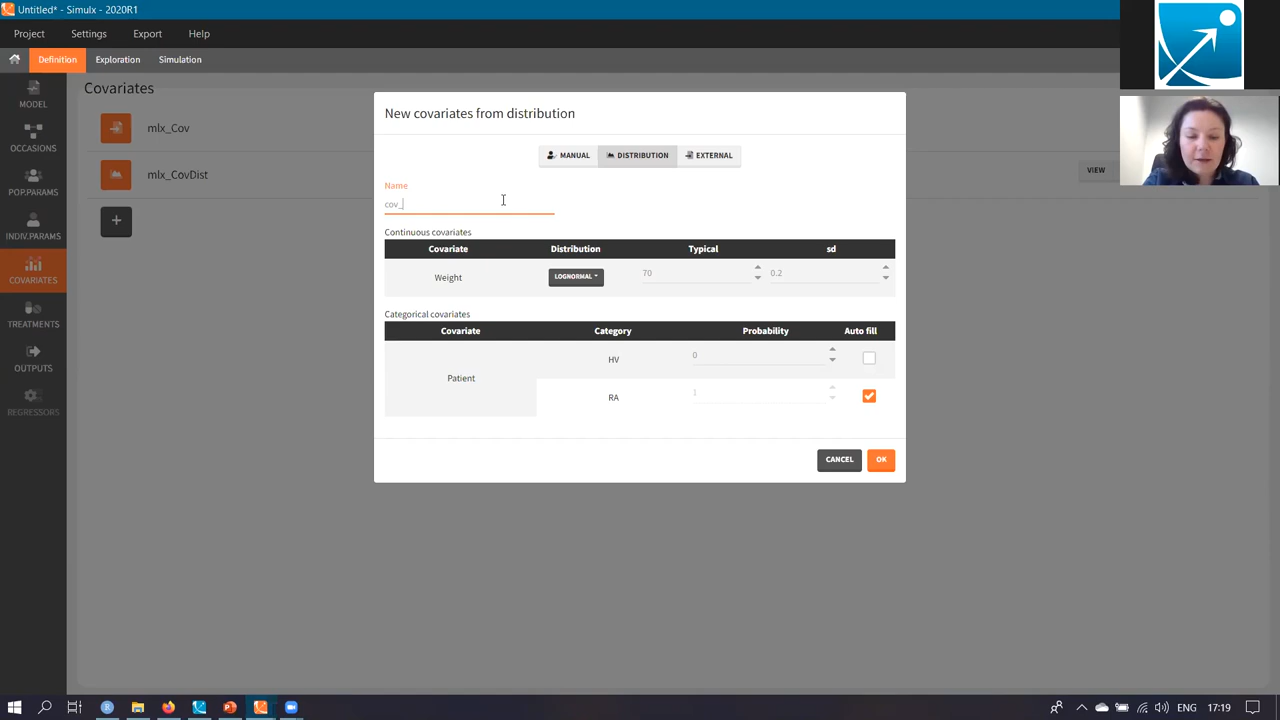 Untitled* - Simulx - 2020R1
Project Settings Export Help
Definition Exploration Simulation
MODEL
OCCASIONS
POP.PARAMS
INDIV.PARAMS
COVARIATES
TREATMENTS
OUTPUTS
REGRESSORS
Covariates
mlx_Cov
mlx_CovDist
VIEW
+
New covariates from distribution
MANUAL DISTRIBUTION EXTERNAL
Name
cov_
Continuous covariates
Covariate Distribution Typical sd
Weight LOGNORMAL 70 0.2
Categorical covariates
Covariate Category Probability Auto fill
Patient
HV 0
RA 1
CANCEL OK
ENG 17:19